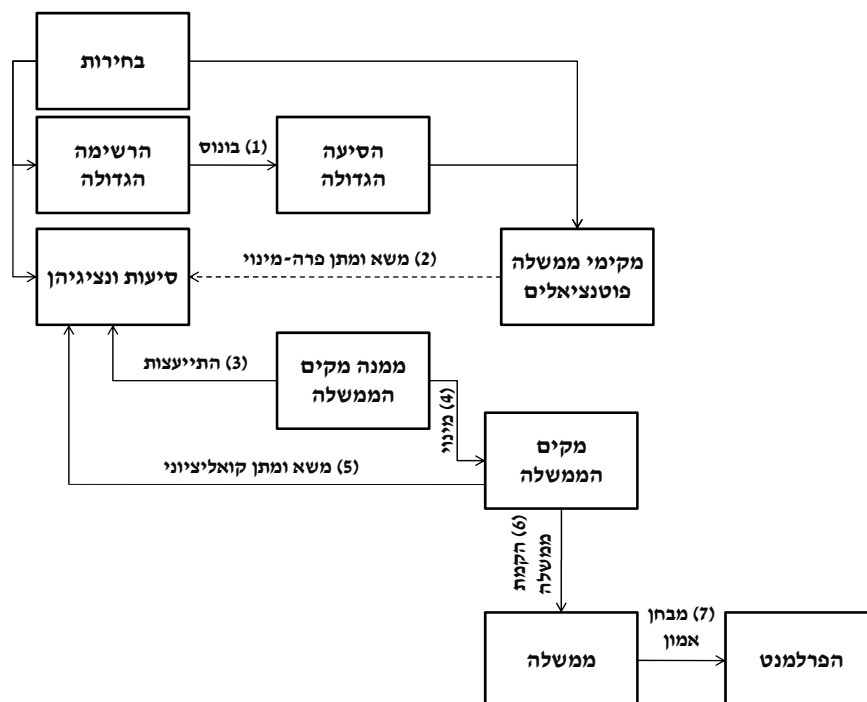 בחירות
הרשימה
הגדולה
(1) בונוס
הסיעה
הגדולה
סיעות ונציגיהן
(2) משא ומתן פרה-מינוי
מקימי ממשלה
פוטנציאלים
(3) התייעצות
ממנה מקים
הממשלה
(4) מינוי
מקים
הממשלה
(5) משא ומתן קואליציוני
(6) הקמת
ממשלה
ממשלה
(7) מבחן
אמון
הפרלמנט